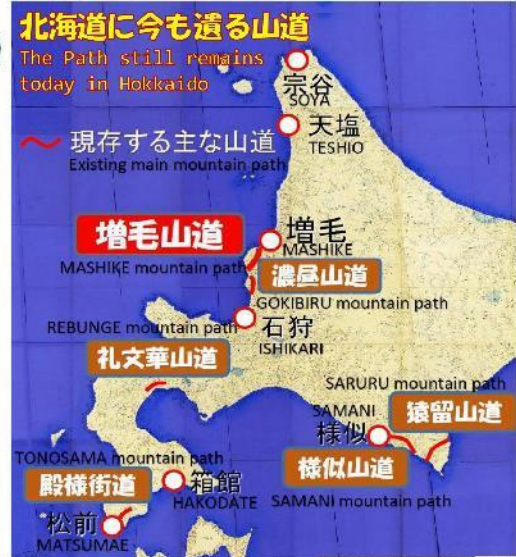 北海道に今も遺る山道
The Path still remains
today in Hokkaido
宗谷
SOYA
天塩
TESHIO
現存する主な山道
Existing main mountain path
増毛山道
MASHIKE mountain path
増毛
MASHIKE
濃昼山道
GOKIBIRU mountain path
石狩
ISHIKARI
REBUNGE mountain path
礼文華山道
SARURU mountain path
猿留山道
SAMANI
様似
様似山道
SAMANI mountain path
TONOSAMA mountain path
殿様街道
箱館
HAKODATE
松前
MATSUMAE